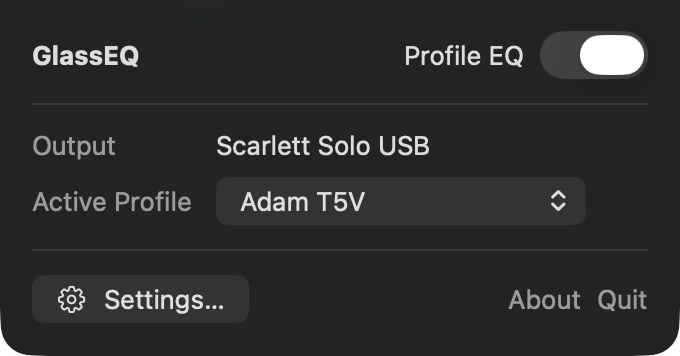 GlassEQ Profile EQ
Output Scarlett Solo USB
Active Profile Adam T5V
Settings... About Quit